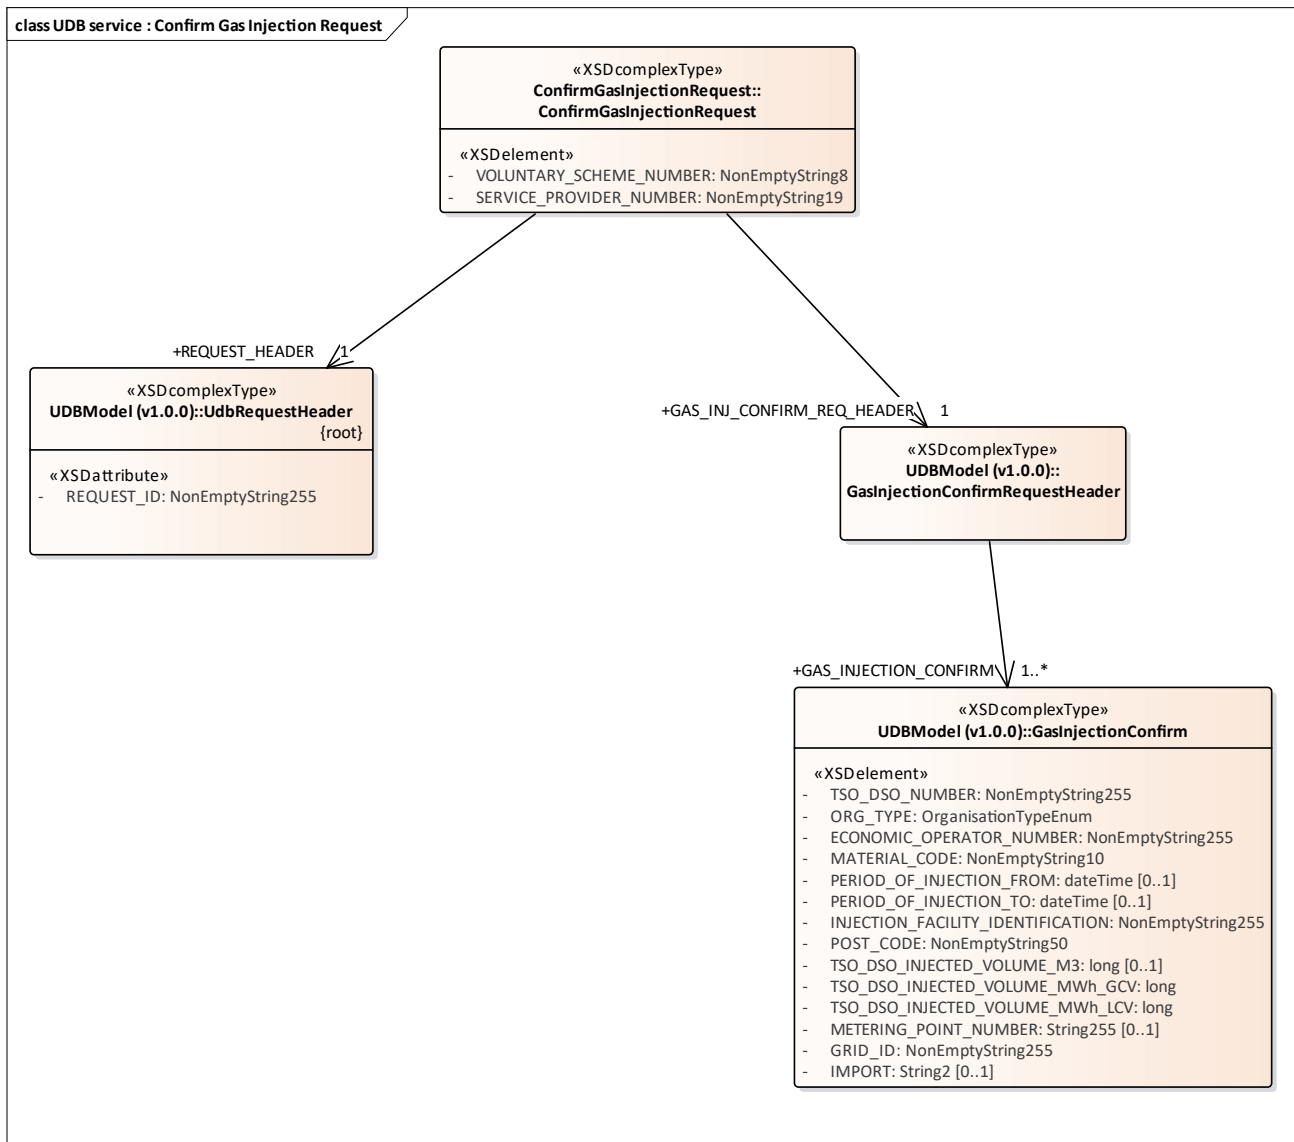 class UDB service : Confirm Gas Injection Request
«XSDcomplexType»
ConfirmGasInjectionRequest::
ConfirmGasInjectionRequest
«XSDelement»
- VOLUNTARY_SCHEME_NUMBER: NonEmptyString8
- SERVICE_PROVIDER_NUMBER: NonEmptyString19
+REQUEST_HEADER 1
«XSDcomplexType»
UDBModel (v1.0.0)::UdbRequestHeader
{root}
«XSDattribute»
- REQUEST_ID: NonEmptyString255
+GAS_INJ_CONFIRM_REQ_HEADER 1
«XSDcomplexType»
UDBModel (v1.0.0)::
GasInjectionConfirmRequestHeader
+GAS_INJECTION_CONFIRM 1..*
«XSDcomplexType»
UDBModel (v1.0.0)::GasInjectionConfirm
«XSDelement»
- TSO_DSO_NUMBER: NonEmptyString255
- ORG_TYPE: OrganisationTypeEnum
- ECONOMIC_OPERATOR_NUMBER: NonEmptyString255
- MATERIAL_CODE: NonEmptyString10
- PERIOD_OF_INJECTION_FROM: dateTime [0..1]
- PERIOD_OF_INJECTION_TO: dateTime [0..1]
- INJECTION_FACILITY_IDENTIFICATION: NonEmptyString255
- POST_CODE: NonEmptyString50
- TSO_DSO_INJECTED_VOLUME_M3: long [0..1]
- TSO_DSO_INJECTED_VOLUME_MWh_GCV: long
- TSO_DSO_INJECTED_VOLUME_MWh_LCV: long
- METERING_POINT_NUMBER: String255 [0..1]
- GRID_ID: NonEmptyString255
- IMPORT: String2 [0..1]